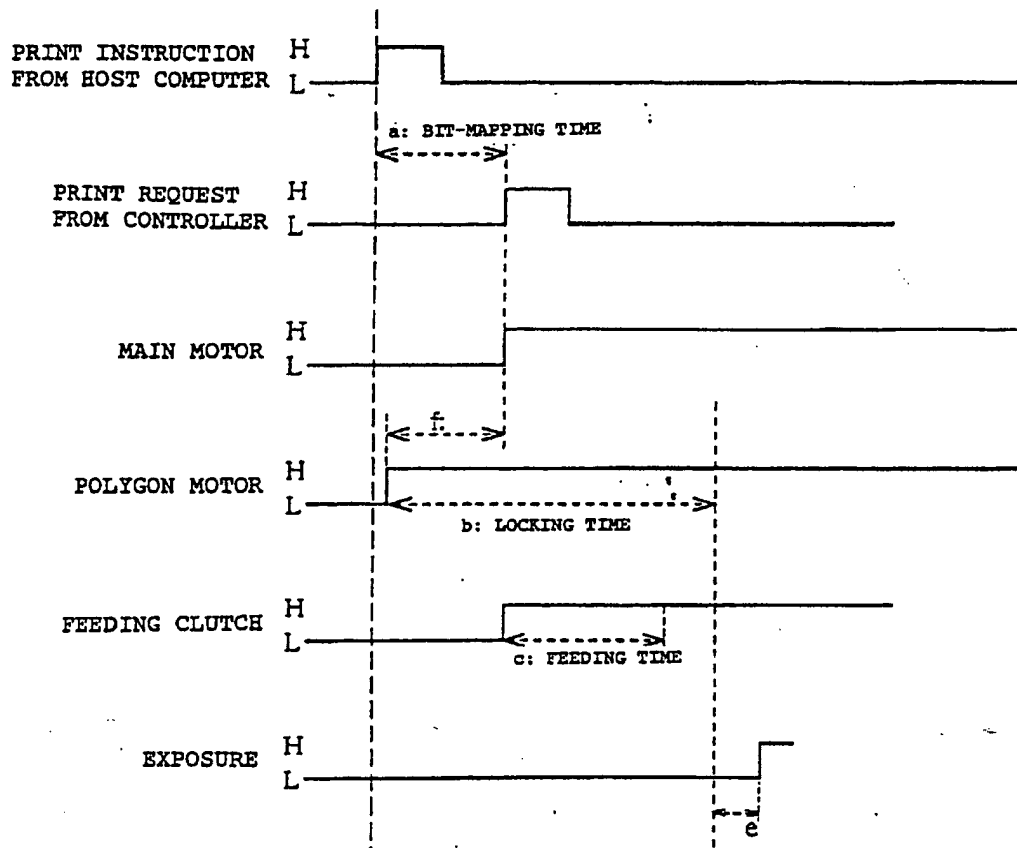 PRINT INSTRUCTION
FROM HOST COMPUTER
H
L
a: BIT-MAPPING TIME
PRINT REQUEST
FROM CONTROLLER
H
L
MAIN MOTOR
H
L
f.
POLYGON MOTOR
H
L
b: LOCKING TIME
FEEDING CLUTCH
H
L
c: FEEDING TIME
EXPOSURE
H
L
e